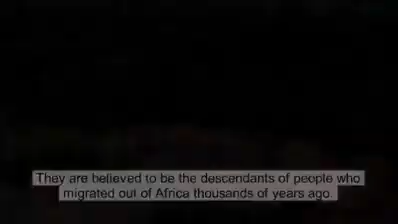 They are believed to be the descendants of people who
migrated out of Africa thousands of years ago.